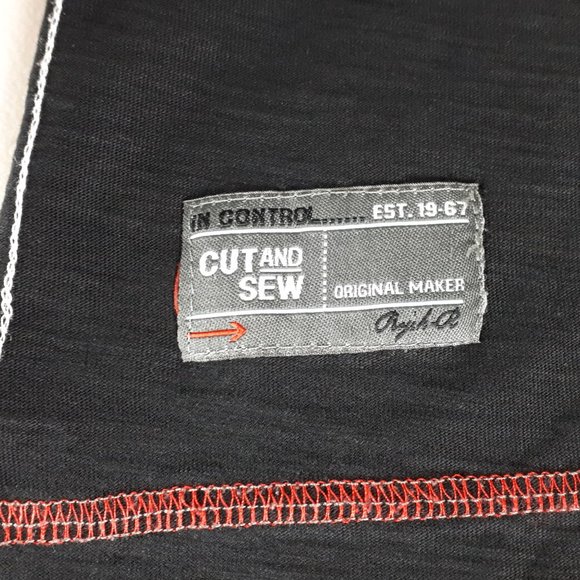 iN CONTROL...... EST. 19-67
CUT AND
SEW
ORIGINAL MAKER